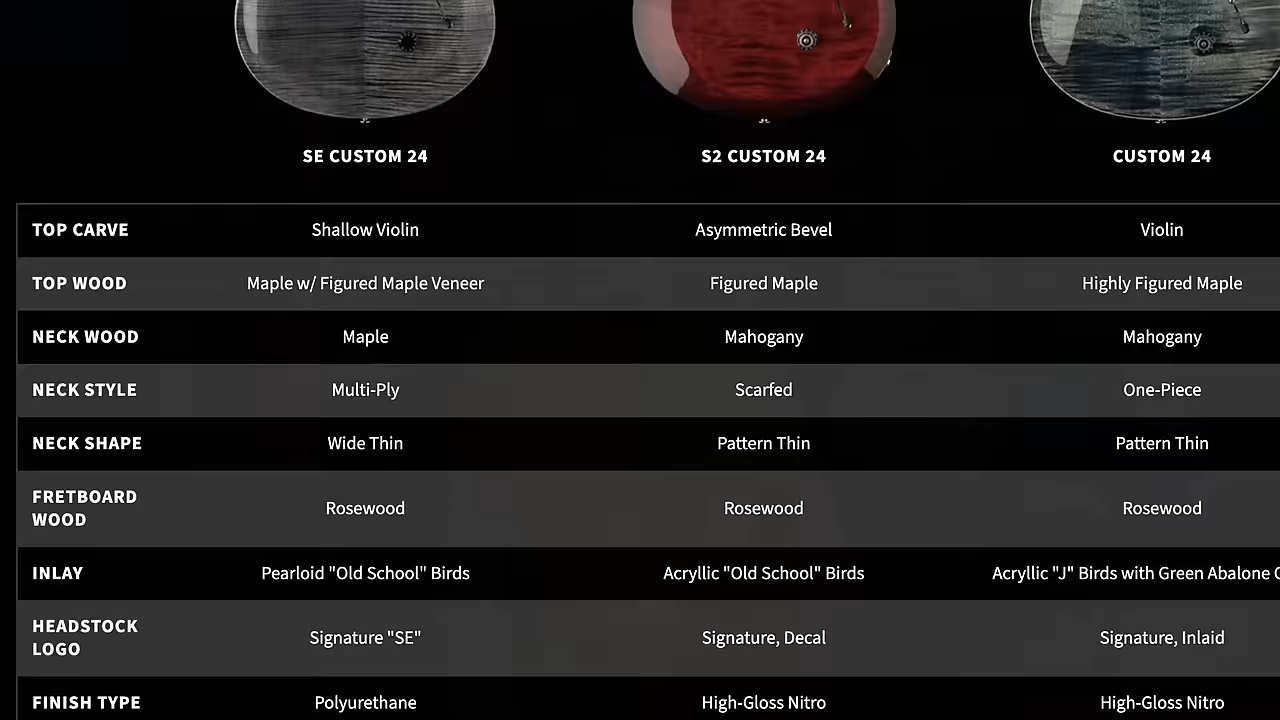 SE CUSTOM 24 S2 CUSTOM 24 CUSTOM 24
TOP CARVE Shallow Violin Asymmetric Bevel Violin
TOP WOOD Maple w/ Figured Maple Veneer Figured Maple Highly Figured Maple
NECK WOOD Maple Mahogany Mahogany
NECK STYLE Multi-Ply Scarfed One-Piece
NECK SHAPE Wide Thin Pattern Thin Pattern Thin
FRETBOARD
WOOD Rosewood Rosewood Rosewood
INLAY Pearloid "Old School" Birds Acryllic "Old School" Birds Acryllic "J" Birds with Green Abalone
HEADSTOCK
LOGO Signature "SE" Signature, Decal Signature, Inlaid
FINISH TYPE Polyurethane High-Gloss Nitro High-Gloss Nitro